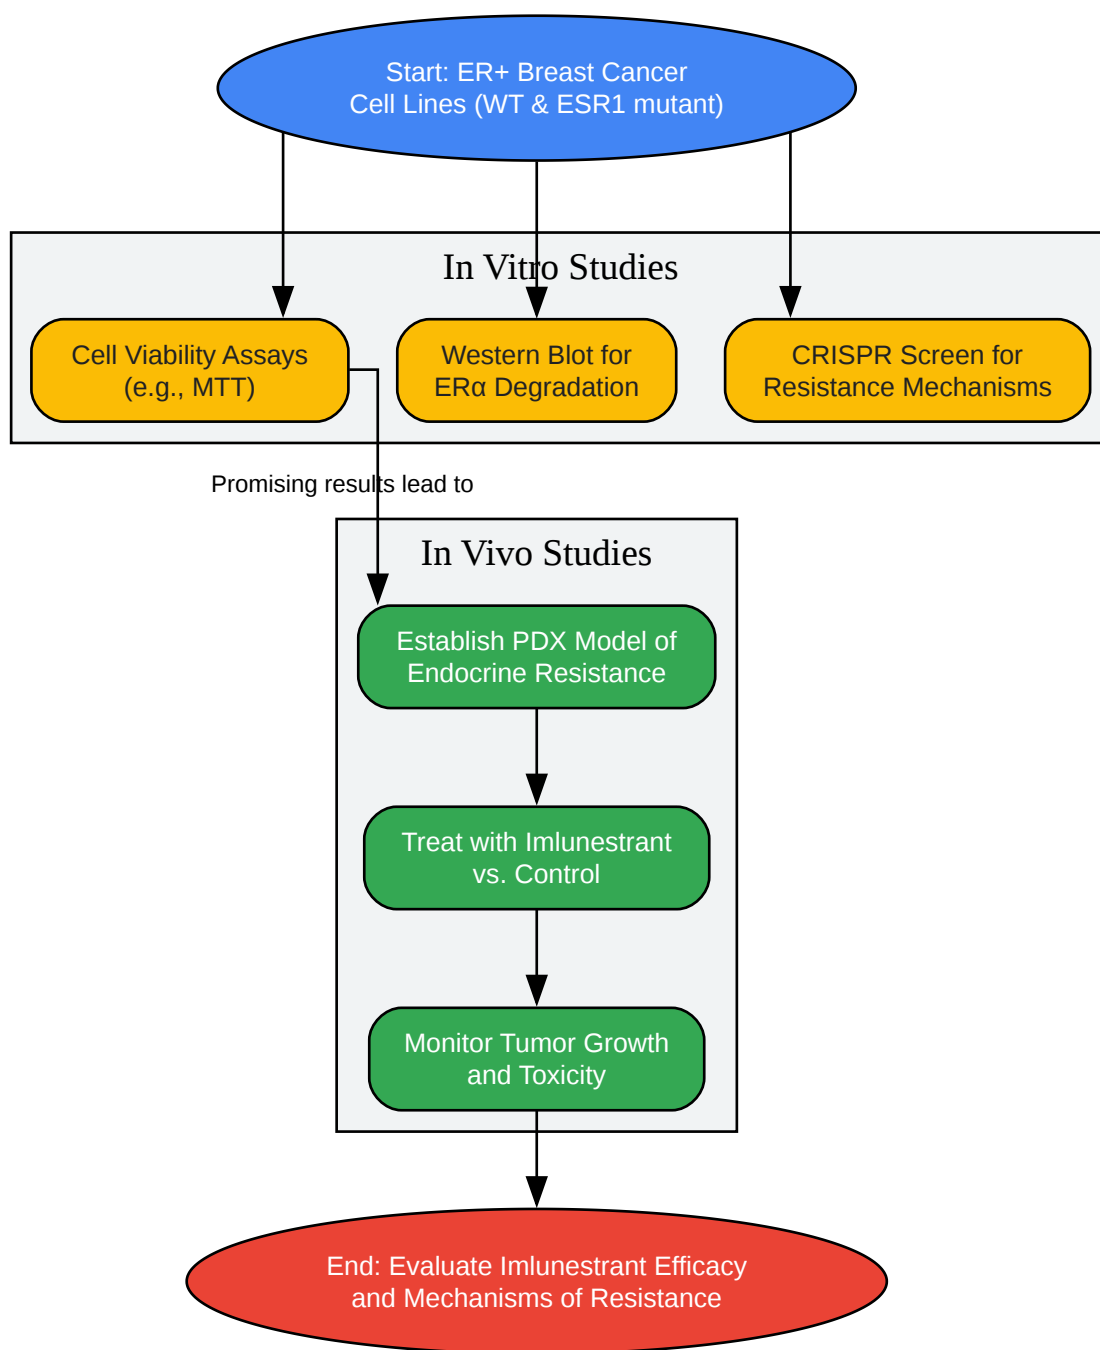 Start: ER+ Breast Cancer
Cell Lines (WT & ESR1 mutant)
In Vitro Studies
Cell Viability Assays
(e.g., MTT)
Western Blot for
ERα Degradation
CRISPR Screen for
Resistance Mechanisms
Promising results lead to
In Vivo Studies
Establish PDX Model of
Endocrine Resistance
Treat with Imlunestrant
vs. Control
Monitor Tumor Growth
and Toxicity
End: Evaluate Imlunestrant Efficacy
and Mechanisms of Resistance